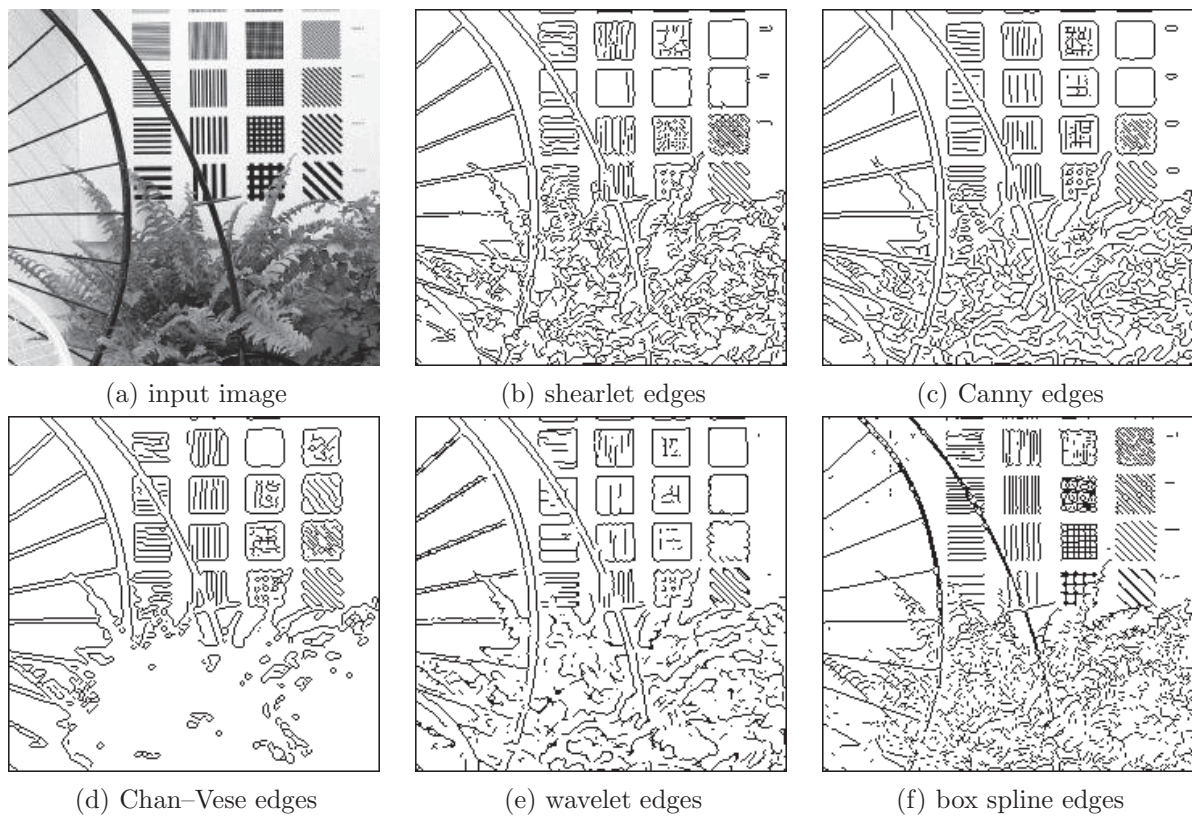 (a) input image
(b) shearlet edges
(c) Canny edges
(d) Chan–Vese edges
(e) wavelet edges
(f) box spline edges